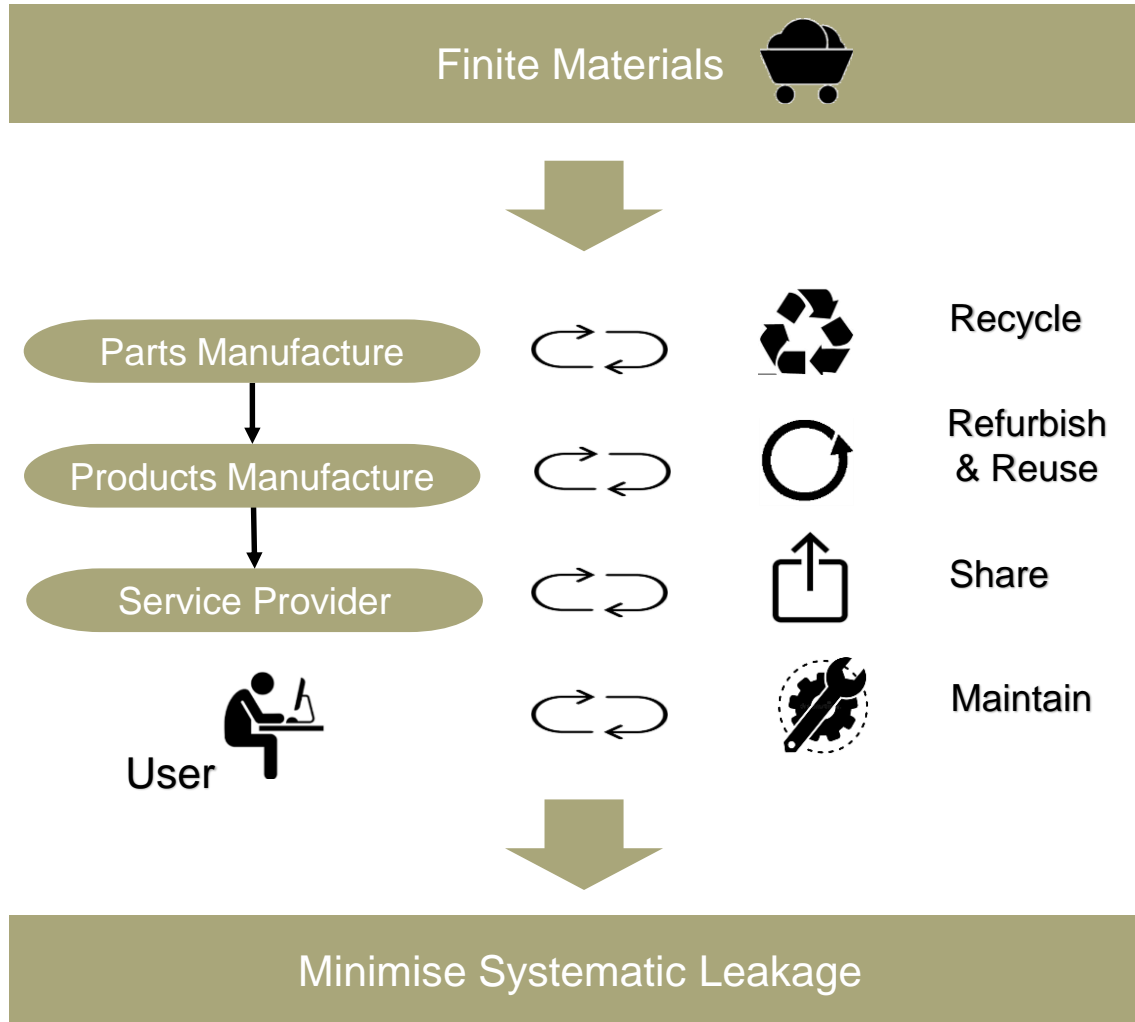 Finite Materials
Parts Manufacture
Recycle
Products Manufacture
Refurbish
& Reuse
Service Provider
Share
User
Maintain
Minimise Systematic Leakage